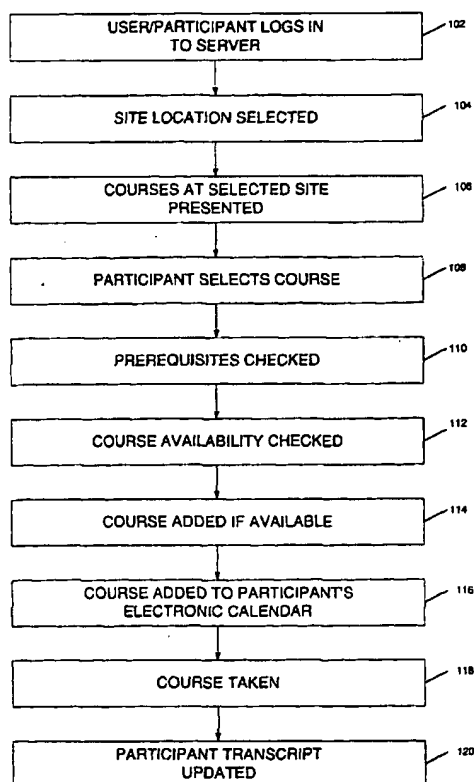 USER/PARTICIPANT LOGS IN
TO SERVER
102
SITE LOCATION SELECTED
104
COURSES AT SELECTED SITE
PRESENTED
106
PARTICIPANT SELECTS COURSE
108
PREREQUISITES CHECKED
110
COURSE AVAILABILITY CHECKED
112
COURSE ADDED IF AVAILABLE
114
COURSE ADDED TO PARTICIPANT'S
ELECTRONIC CALENDAR
116
COURSE TAKEN
118
PARTICIPANT TRANSCRIPT
UPDATED
120